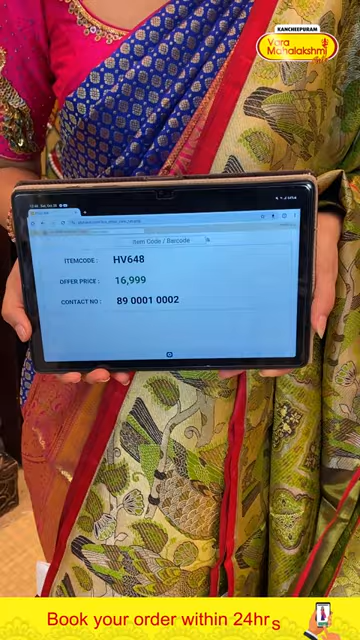 KANCHEEPURAM
Vara
Mahalakshmi
Item Code / Barcode
ITEMCODE : HV648
OFFER PRICE : 16,999
CONTACT NO : 89 0001 0002
Book your order within 24hrs